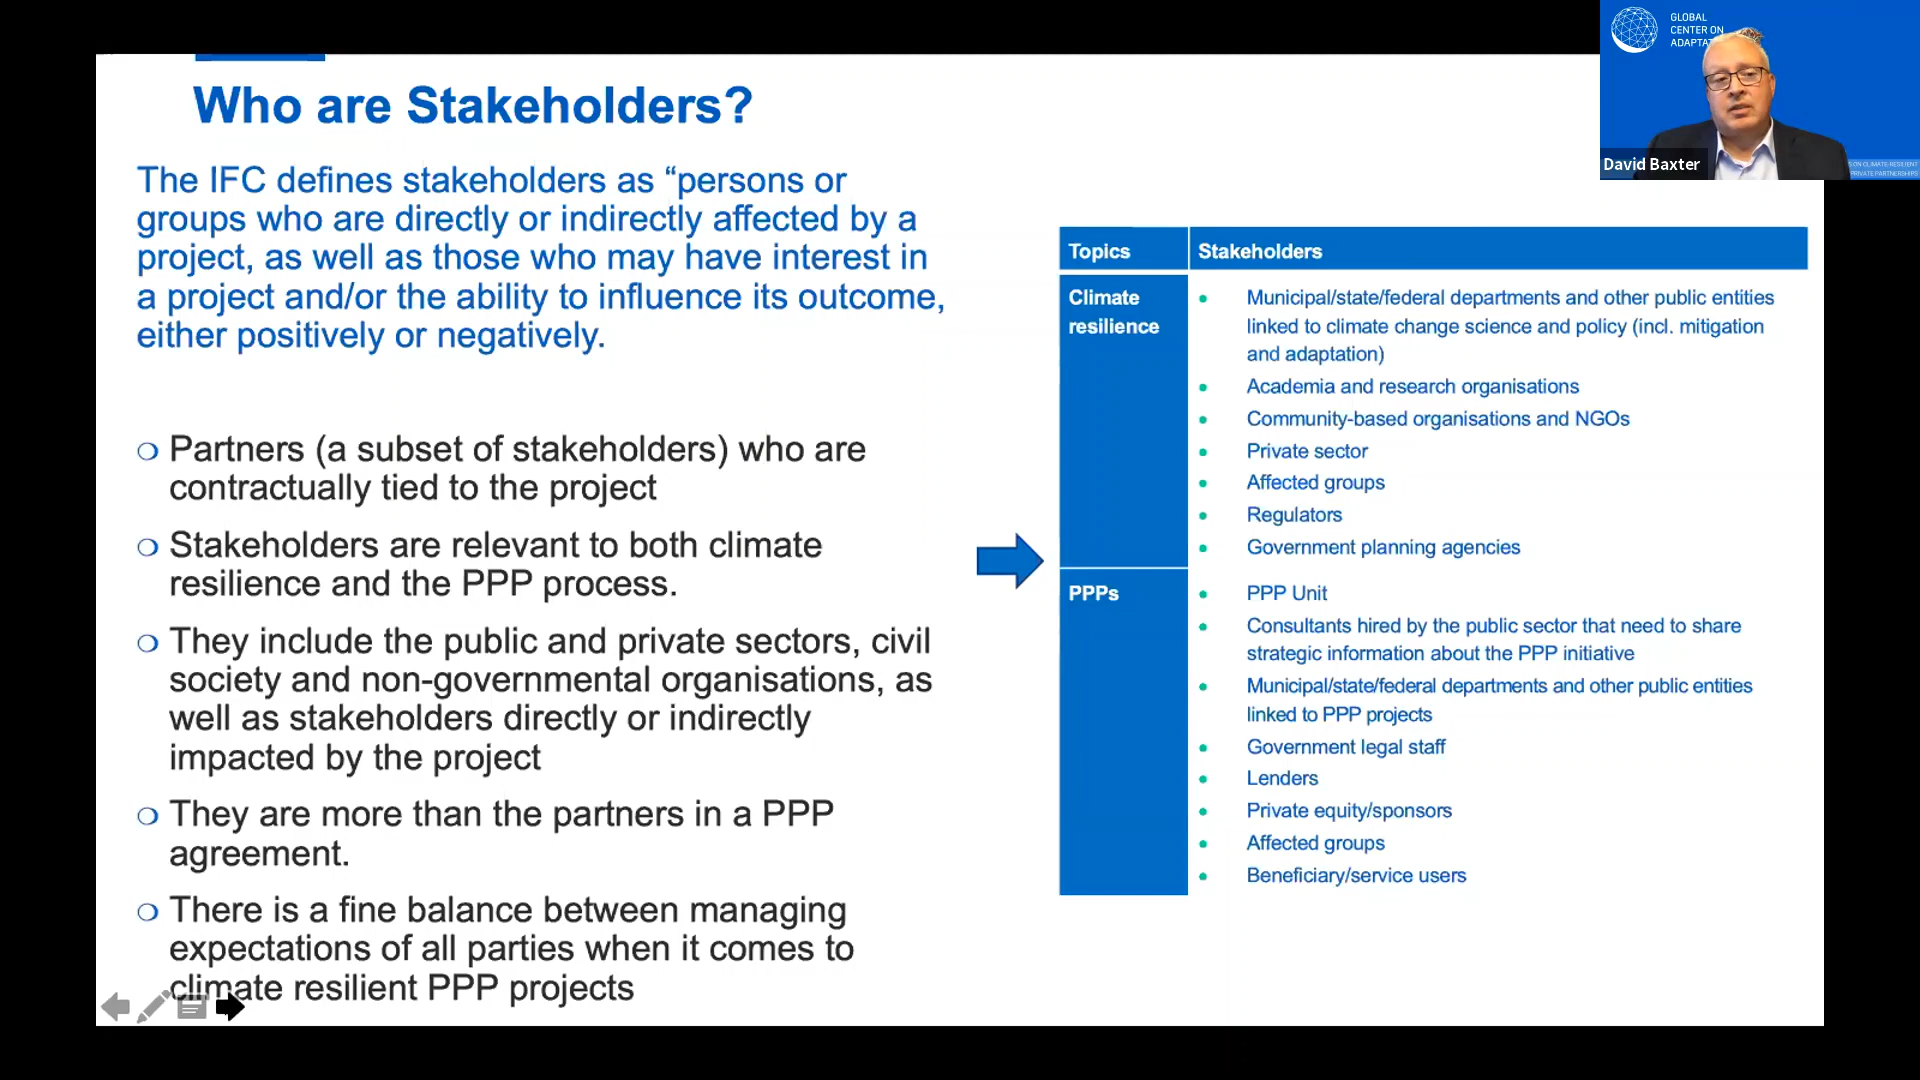 GLOBAL
CENTER ON
David Baxter
Who are Stakeholders?
The IFC defines stakeholders as “persons or
groups who are directly or indirectly affected by a
project, as well as those who may have interest in
a project and/or the ability to influence its outcome,
either positively or negatively.
Partners (a subset of stakeholders) who are
contractually tied to the project
Stakeholders are relevant to both climate
resilience and the PPP process.
They include the public and private sectors, civil
society and non-governmental organisations, as
well as stakeholders directly or indirectly
impacted by the project
They are more than the partners in a PPP
agreement.
There is a fine balance between managing
expectations of all parties when it comes to
climate resilient PPP projects
Topics Stakeholders
Climate
resilience
Municipal/state/federal departments and other public entities
linked to climate change science and policy (incl. mitigation
and adaptation)
Academia and research organisations
Community-based organisations and NGOs
Private sector
Affected groups
Regulators
Government planning agencies
PPPs
PPP Unit
Consultants hired by the public sector that need to share
strategic information about the PPP initiative
Municipal/state/federal departments and other public entities
linked to PPP projects
Government legal staff
Lenders
Private equity/sponsors
Affected groups
Beneficiary/service users